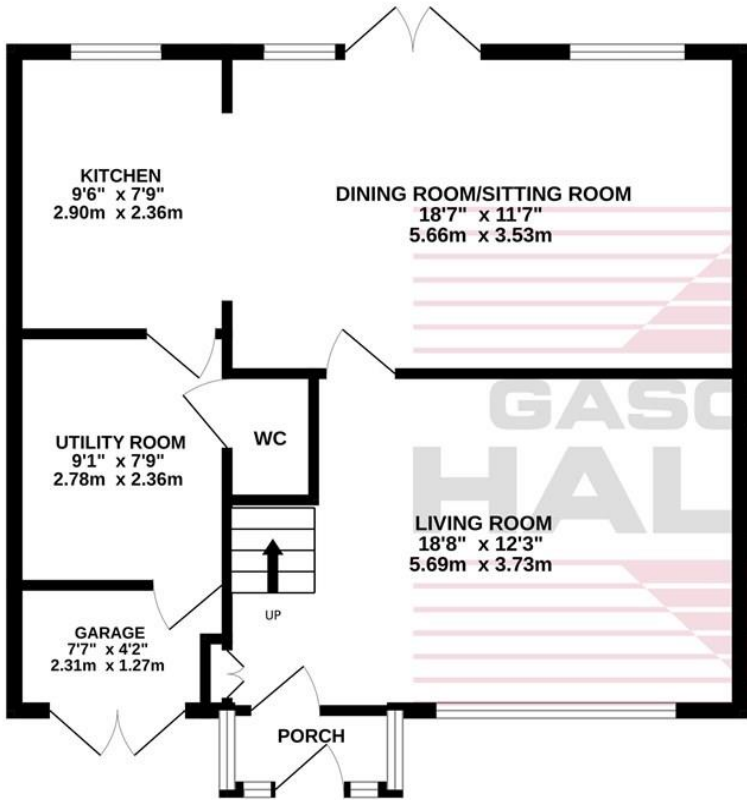 KITCHEN
9'6" x 7'9"
2.90m x 2.36m
DINING ROOM/SITTING ROOM
18'7" x 11'7"
5.66m x 3.53m
UTILITY ROOM
9'1" x 7'9"
2.78m x 2.36m
WC
GASC
HAL
LIVING ROOM
18'8" x 12'3"
5.69m x 3.73m
UP
GARAGE
7'7" x 4'2"
2.31m x 1.27m
PORCH